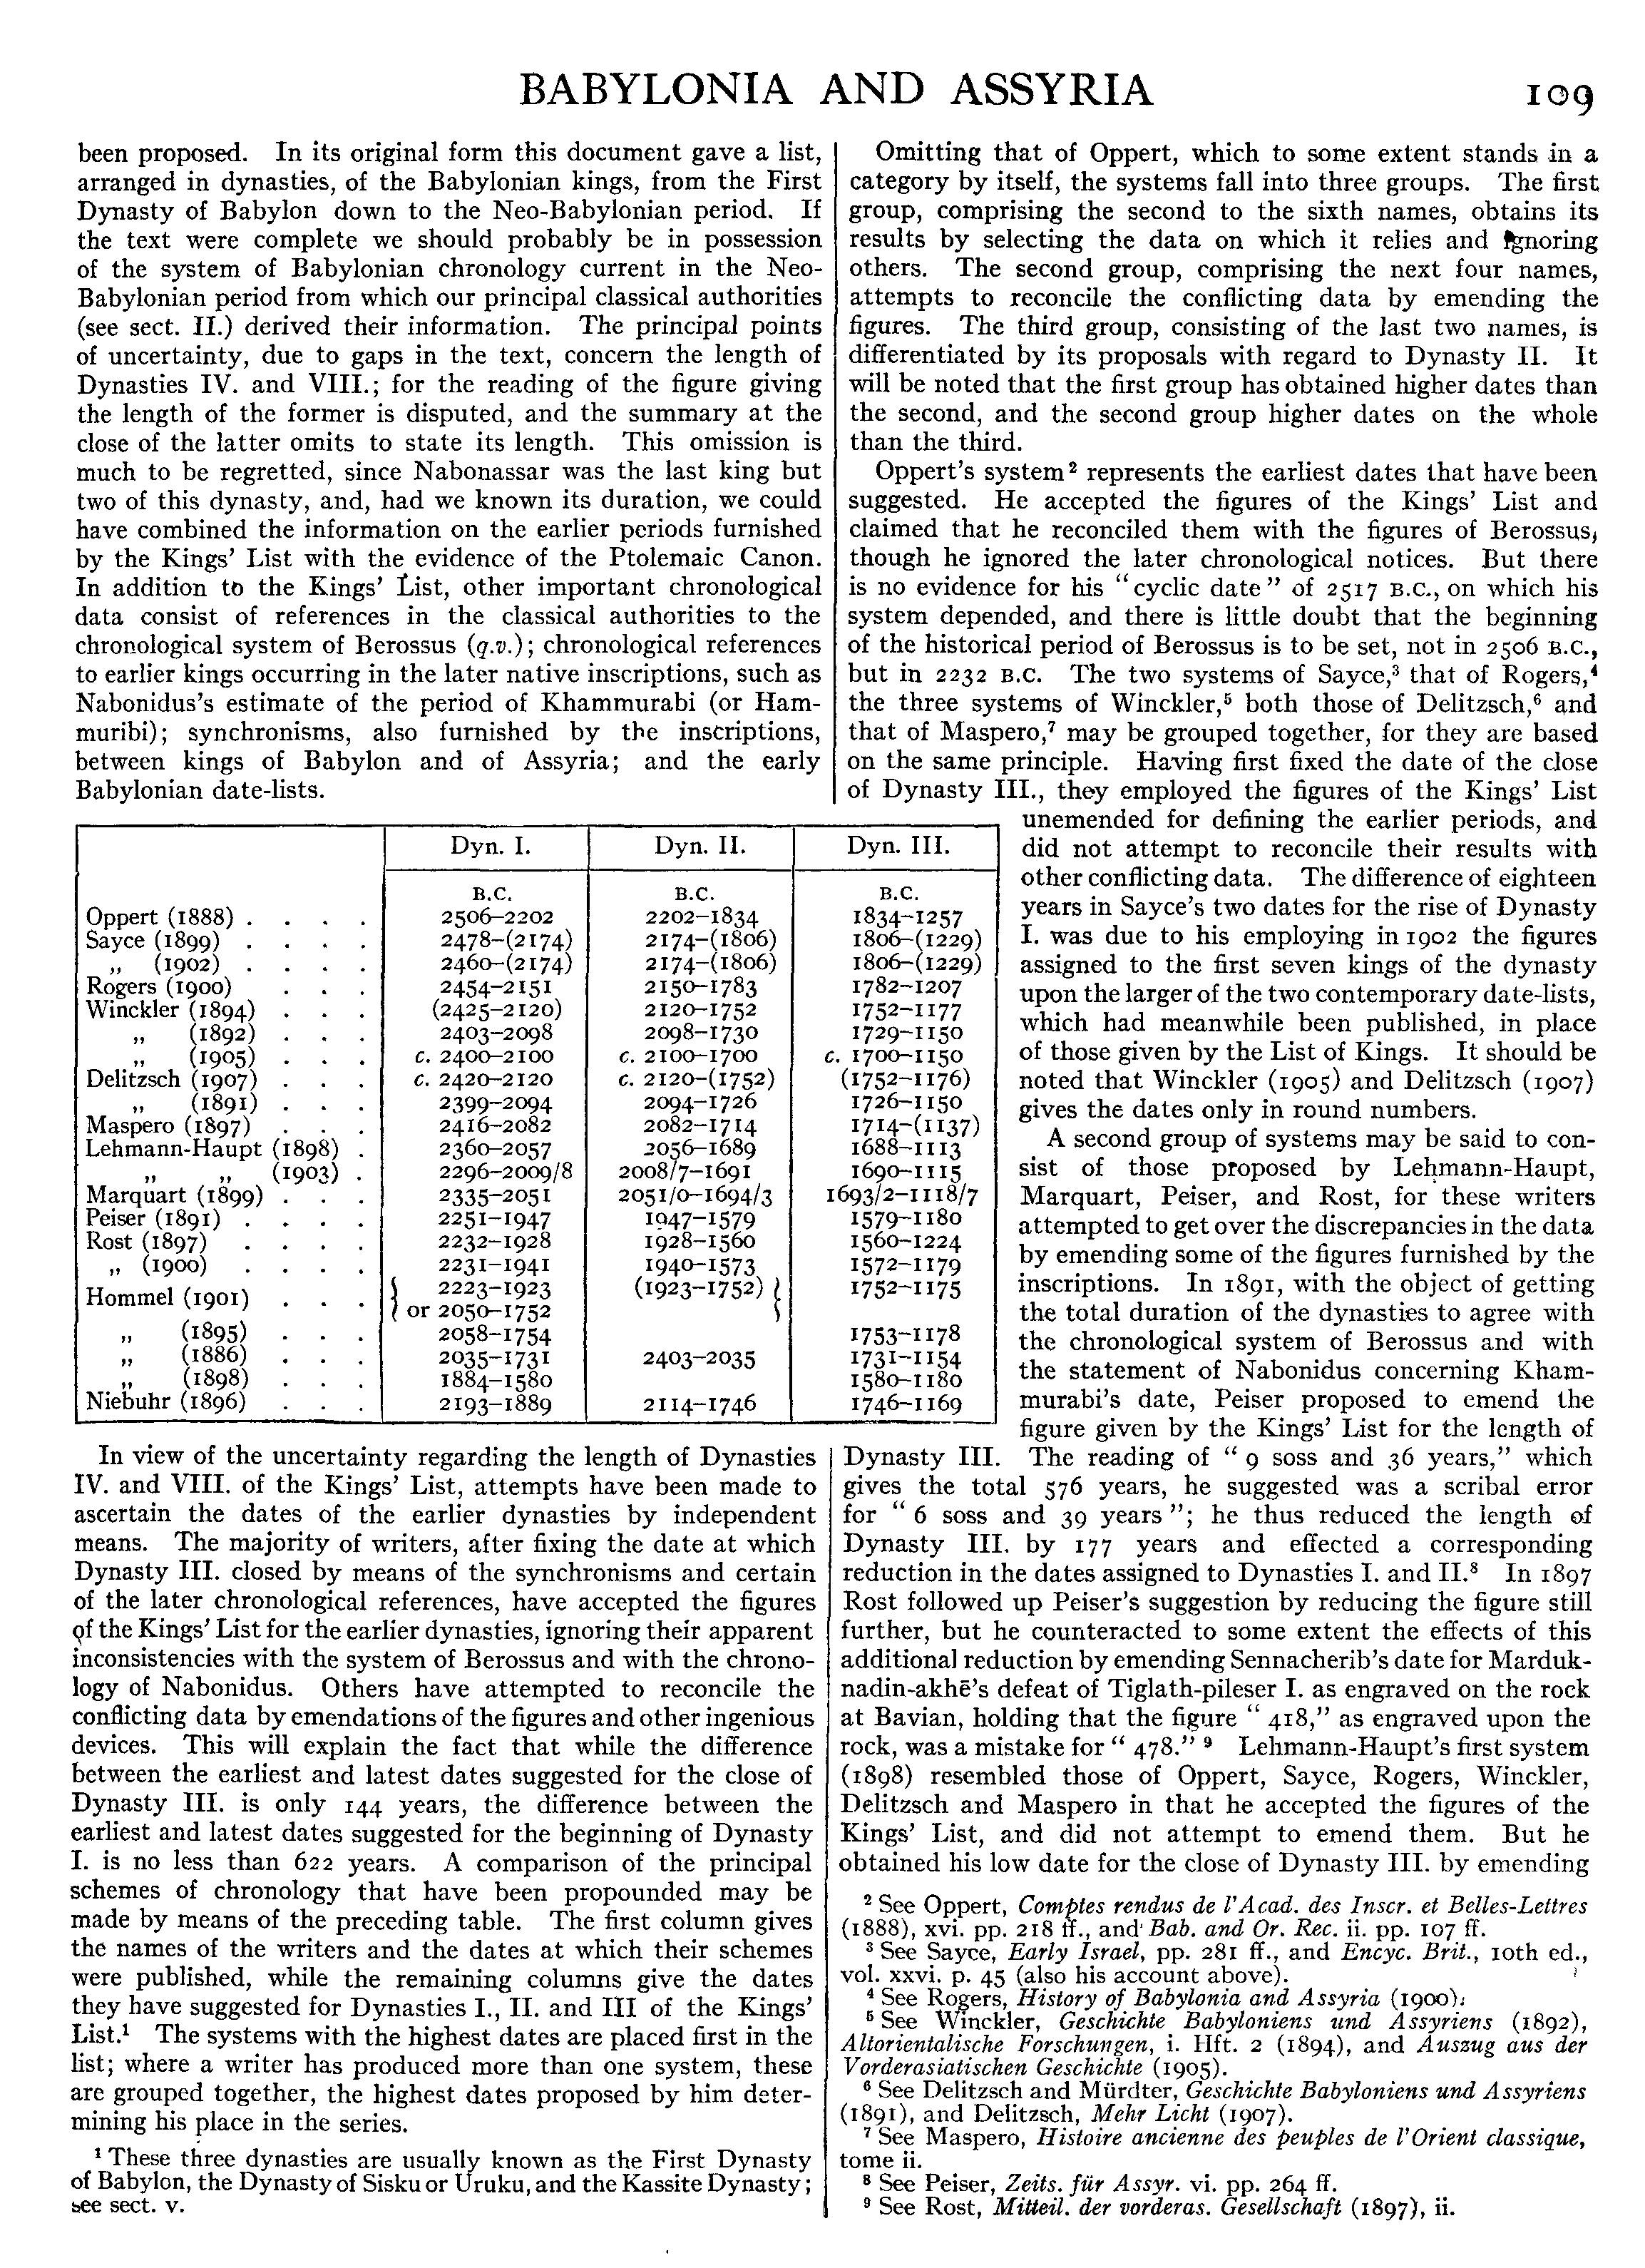 BABYLONIA AND ASSYRIA
109
been proposed. In its original form this document gave a list,
arranged in dynasties, of the Babylonian kings, from the First
Dynasty of Babylon down to the Neo-Babylonian period. If
the text were complete we should probably be in possession
of the system of Babylonian chronology current in the Neo-
Babylonian period from which our principal classical authorities
(see sect. II.) derived their information. The principal points
of uncertainty, due to gaps in the text, concern the length of
Dynasties IV. and VIII.; for the reading of the figure giving
the length of the former is disputed, and the summary at the
close of the latter omits to state its length. This omission is
much to be regretted, since Nabonassar was the last king but
two of this dynasty, and, had we known its duration, we could
have combined the information on the earlier periods furnished
by the Kings' List with the evidence of the Ptolemaic Canon.
In addition to the Kings' List, other important chronological
data consist of references in the classical authorities to the
chronological system of Berossus (q.v.); chronological references
to earlier kings occurring in the later native inscriptions, such as
Nabonidus's estimate of the period of Khammurabi (or Ham-
muribi); synchronisms, also furnished by the inscriptions,
between kings of Babylon and of Assyria; and the early
Babylonian date-lists.
Dyn. I. Dyn. II. Dyn. III.
B.C. B.C. B.C.
Oppert (1888) . . . . 2506–2202 2202–1834 1834–1257
Sayce (1899) . . . . 2478–(2174) 2174–(1806) 1806–(1229)
„ (1902) . . . . 2460–(2174) 2174–(1806) 1806–(1229)
Rogers (1900) . . . 2454–2151 2150–1783 1782–1207
Winckler (1894) . . . (2425–2120) 2120–1752 1752–1177
„ (1892) . . . 2403–2098 2098–1730 1729–1150
„ (1905) . . . c. 2400–2100 c. 2100–1700 c. 1700–1150
Delitzsch (1907) . . . c. 2420–2120 c. 2120–(1752) (1752–1176)
„ (1891) . . . 2399–2094 2094–1726 1726–1150
Maspero (1897) . . . 2416–2082 2082–1714 1714–(1137)
Lehmann-Haupt (1898) . 2360–2057 2056–1689 1688–1113
„ „ (1903) . 2296–2009/8 2008/7–1691 1690–1115
Marquart (1899) . . . 2335–2051 2051/0–1694/3 1693/2–1118/7
Peiser (1891) . . . . 2251–1947 1947–1579 1579–1180
Rost (1897) . . . . 2232–1928 1928–1560 1560–1224
„ (1900) . . . . 2231–1941 1940–1573 1572–1179
Hommel (1901) . . . { 2223–1923 (1923–1752) } 1752–1175
or 2050–1752
„ (1895) . . . 2058–1754 1753–1178
„ (1886) . . . 2035–1731 2403–2035 1731–1154
„ (1898) . . . 1884–1580 1580–1180
Niebuhr (1896) . . . 2193–1889 2114–1746 1746–1169
In view of the uncertainty regarding the length of Dynasties
IV. and VIII. of the Kings' List, attempts have been made to
ascertain the dates of the earlier dynasties by independent
means. The majority of writers, after fixing the date at which
Dynasty III. closed by means of the synchronisms and certain
of the later chronological references, have accepted the figures
of the Kings' List for the earlier dynasties, ignoring their apparent
inconsistencies with the system of Berossus and with the chrono-
logy of Nabonidus. Others have attempted to reconcile the
conflicting data by emendations of the figures and other ingenious
devices. This will explain the fact that while the difference
between the earliest and latest dates suggested for the close of
Dynasty III. is only 144 years, the difference between the
earliest and latest dates suggested for the beginning of Dynasty
I. is no less than 622 years. A comparison of the principal
schemes of chronology that have been propounded may be
made by means of the preceding table. The first column gives
the names of the writers and the dates at which their schemes
were published, while the remaining columns give the dates
they have suggested for Dynasties I., II. and III of the Kings'
List.¹ The systems with the highest dates are placed first in the
list; where a writer has produced more than one system, these
are grouped together, the highest dates proposed by him deter-
mining his place in the series.
¹ These three dynasties are usually known as the First Dynasty
of Babylon, the Dynasty of Sisku or Uruku, and the Kassite Dynasty;
see sect. v.
Omitting that of Oppert, which to some extent stands in a
category by itself, the systems fall into three groups. The first
group, comprising the second to the sixth names, obtains its
results by selecting the data on which it relies and ignoring
others. The second group, comprising the next four names,
attempts to reconcile the conflicting data by emending the
figures. The third group, consisting of the last two names, is
differentiated by its proposals with regard to Dynasty II. It
will be noted that the first group has obtained higher dates than
the second, and the second group higher dates on the whole
than the third.
Oppert's system² represents the earliest dates that have been
suggested. He accepted the figures of the Kings' List and
claimed that he reconciled them with the figures of Berossus,
though he ignored the later chronological notices. But there
is no evidence for his “cyclic date” of 2517 B.C., on which his
system depended, and there is little doubt that the beginning
of the historical period of Berossus is to be set, not in 2506 B.C.,
but in 2232 B.C. The two systems of Sayce,³ that of Rogers,⁴
the three systems of Winckler,⁵ both those of Delitzsch,⁶ and
that of Maspero,⁷ may be grouped together, for they are based
on the same principle. Having first fixed the date of the close
of Dynasty III., they employed the figures of the Kings' List
unemended for defining the earlier periods, and
did not attempt to reconcile their results with
other conflicting data. The difference of eighteen
years in Sayce's two dates for the rise of Dynasty
I. was due to his employing in 1902 the figures
assigned to the first seven kings of the dynasty
upon the larger of the two contemporary date-lists,
which had meanwhile been published, in place
of those given by the List of Kings. It should be
noted that Winckler (1905) and Delitzsch (1907)
gives the dates only in round numbers.
A second group of systems may be said to con-
sist of those proposed by Lehmann-Haupt,
Marquart, Peiser, and Rost, for these writers
attempted to get over the discrepancies in the data
by emending some of the figures furnished by the
inscriptions. In 1891, with the object of getting
the total duration of the dynasties to agree with
the chronological system of Berossus and with
the statement of Nabonidus concerning Kham-
murabi's date, Peiser proposed to emend the
figure given by the Kings' List for the length of
Dynasty III. The reading of “ 9 soss and 36 years,” which
gives the total 576 years, he suggested was a scribal error
for “ 6 soss and 39 years ”; he thus reduced the length of
Dynasty III. by 177 years and effected a corresponding
reduction in the dates assigned to Dynasties I. and II.⁸ In 1897
Rost followed up Peiser's suggestion by reducing the figure still
further, but he counteracted to some extent the effects of this
additional reduction by emending Sennacherib's date for Marduk-
nadin-akhē's defeat of Tiglath-pileser I. as engraved on the rock
at Bavian, holding that the figure “ 418,” as engraved upon the
rock, was a mistake for “ 478.” ⁹ Lehmann-Haupt's first system
(1898) resembled those of Oppert, Sayce, Rogers, Winckler,
Delitzsch and Maspero in that he accepted the figures of the
Kings' List, and did not attempt to emend them. But he
obtained his low date for the close of Dynasty III. by emending
² See Oppert, Comptes rendus de l'Acad. des Inscr. et Belles-Lettres
(1888), xvi. pp. 218 ff., and Bab. and Or. Rec. ii. pp. 107 ff.
³ See Sayce, Early Israel, pp. 281 ff., and Encyc. Brit., 10th ed.,
vol. xxvi. p. 45 (also his account above).
⁴ See Rogers, History of Babylonia and Assyria (1900).
⁵ See Winckler, Geschichte Babyloniens und Assyriens (1892),
Altorientalische Forschungen, i. Hft. 2 (1894), and Auszug aus der
Vorderasiatischen Geschichte (1905).
⁶ See Delitzsch and Mürdter, Geschichte Babyloniens und Assyriens
(1891), and Delitzsch, Mehr Licht (1907).
⁷ See Maspero, Histoire ancienne des peuples de l'Orient classique,
tome ii.
⁸ See Peiser, Zeits. für Assyr. vi. pp. 264 ff.
⁹ See Rost, Mitteil. der vorderas. Gesellschaft (1897), ii.